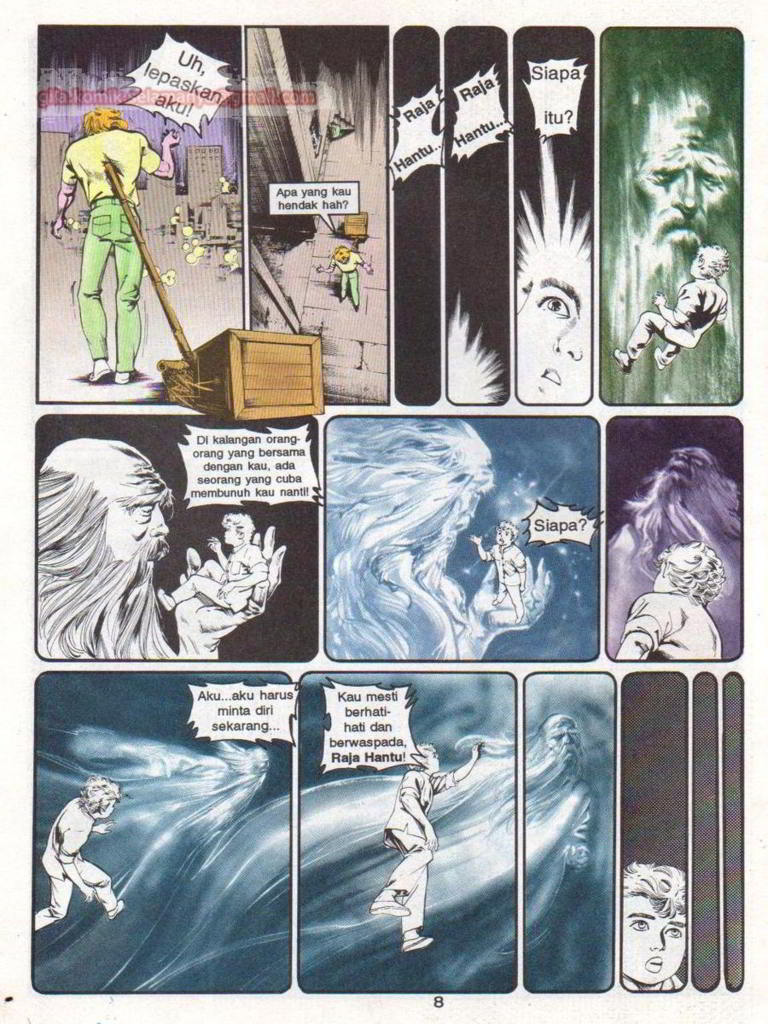 Uh,
lepaskan
aku!
Apa yang kau
hendak hah?
Raja
Hantu..
Raja
Hantu..
Siapa
itu?
Di kalangan orang-
orang yang bersama
dengan kau, ada
seorang yang cuba
membunuh kau nanti!
Siapa?
Aku...aku harus
minta diri
sekarang...
Kau mesti
berhati-
hati dan
berwaspada,
Raja Hantu!
8